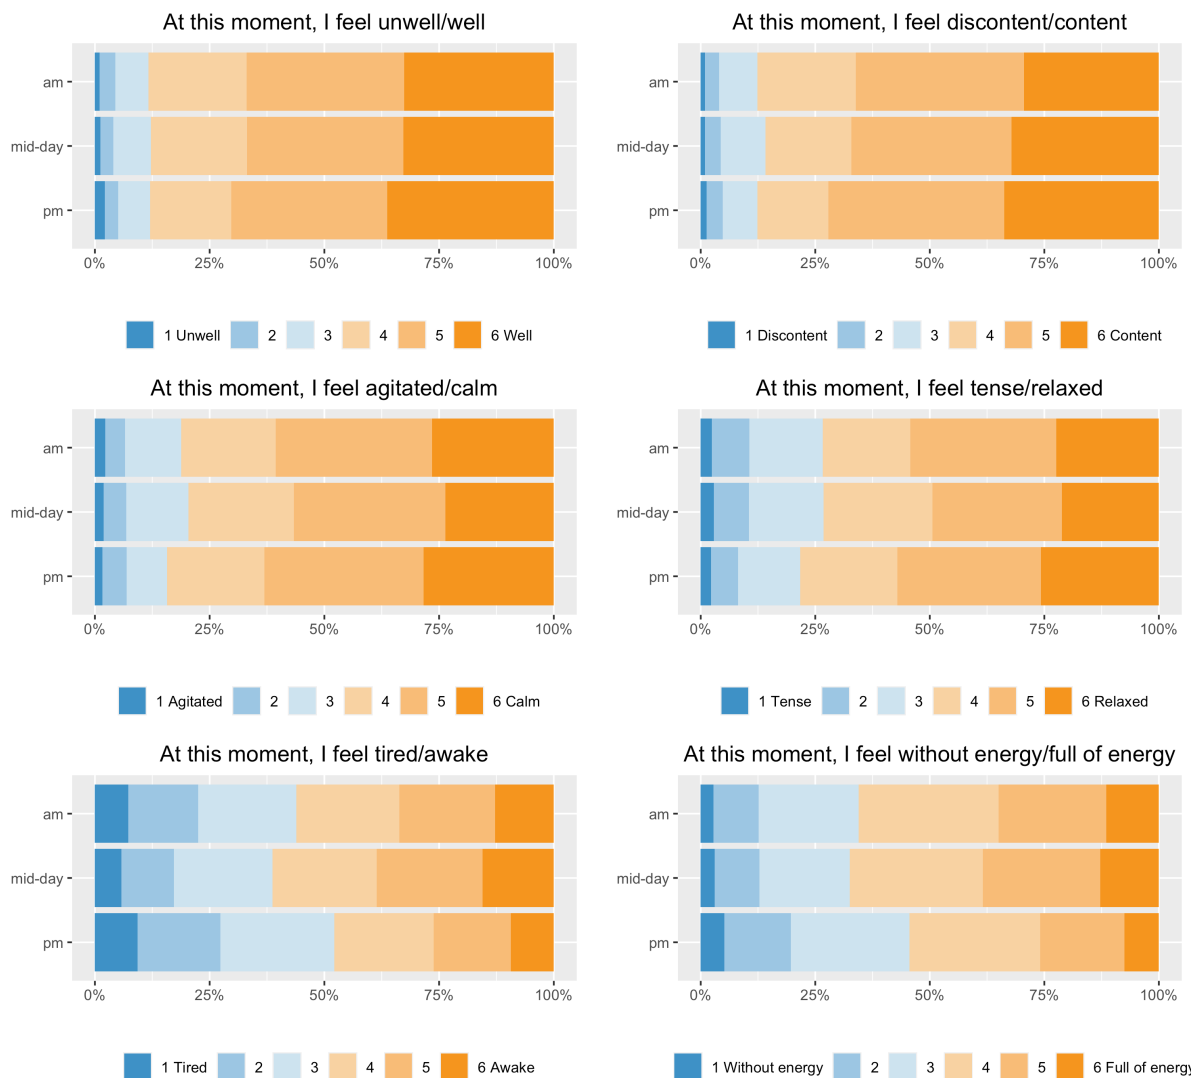 At this moment, I feel unwell/well
am
mid-day
pm
0% 25% 50% 75% 100%
1 Unwell 2 3 4 5 6 Well
At this moment, I feel discontent/content
am
mid-day
pm
0% 25% 50% 75% 100%
1 Discontent 2 3 4 5 6 Content
At this moment, I feel agitated/calm
am
mid-day
pm
0% 25% 50% 75% 100%
1 Agitated 2 3 4 5 6 Calm
At this moment, I feel tense/relaxed
am
mid-day
pm
0% 25% 50% 75% 100%
1 Tense 2 3 4 5 6 Relaxed
At this moment, I feel tired/awake
am
mid-day
pm
0% 25% 50% 75% 100%
1 Tired 2 3 4 5 6 Awake
At this moment, I feel without energy/full of energy
am
mid-day
pm
0% 25% 50% 75% 100%
1 Without energy 2 3 4 5 6 Full of energy